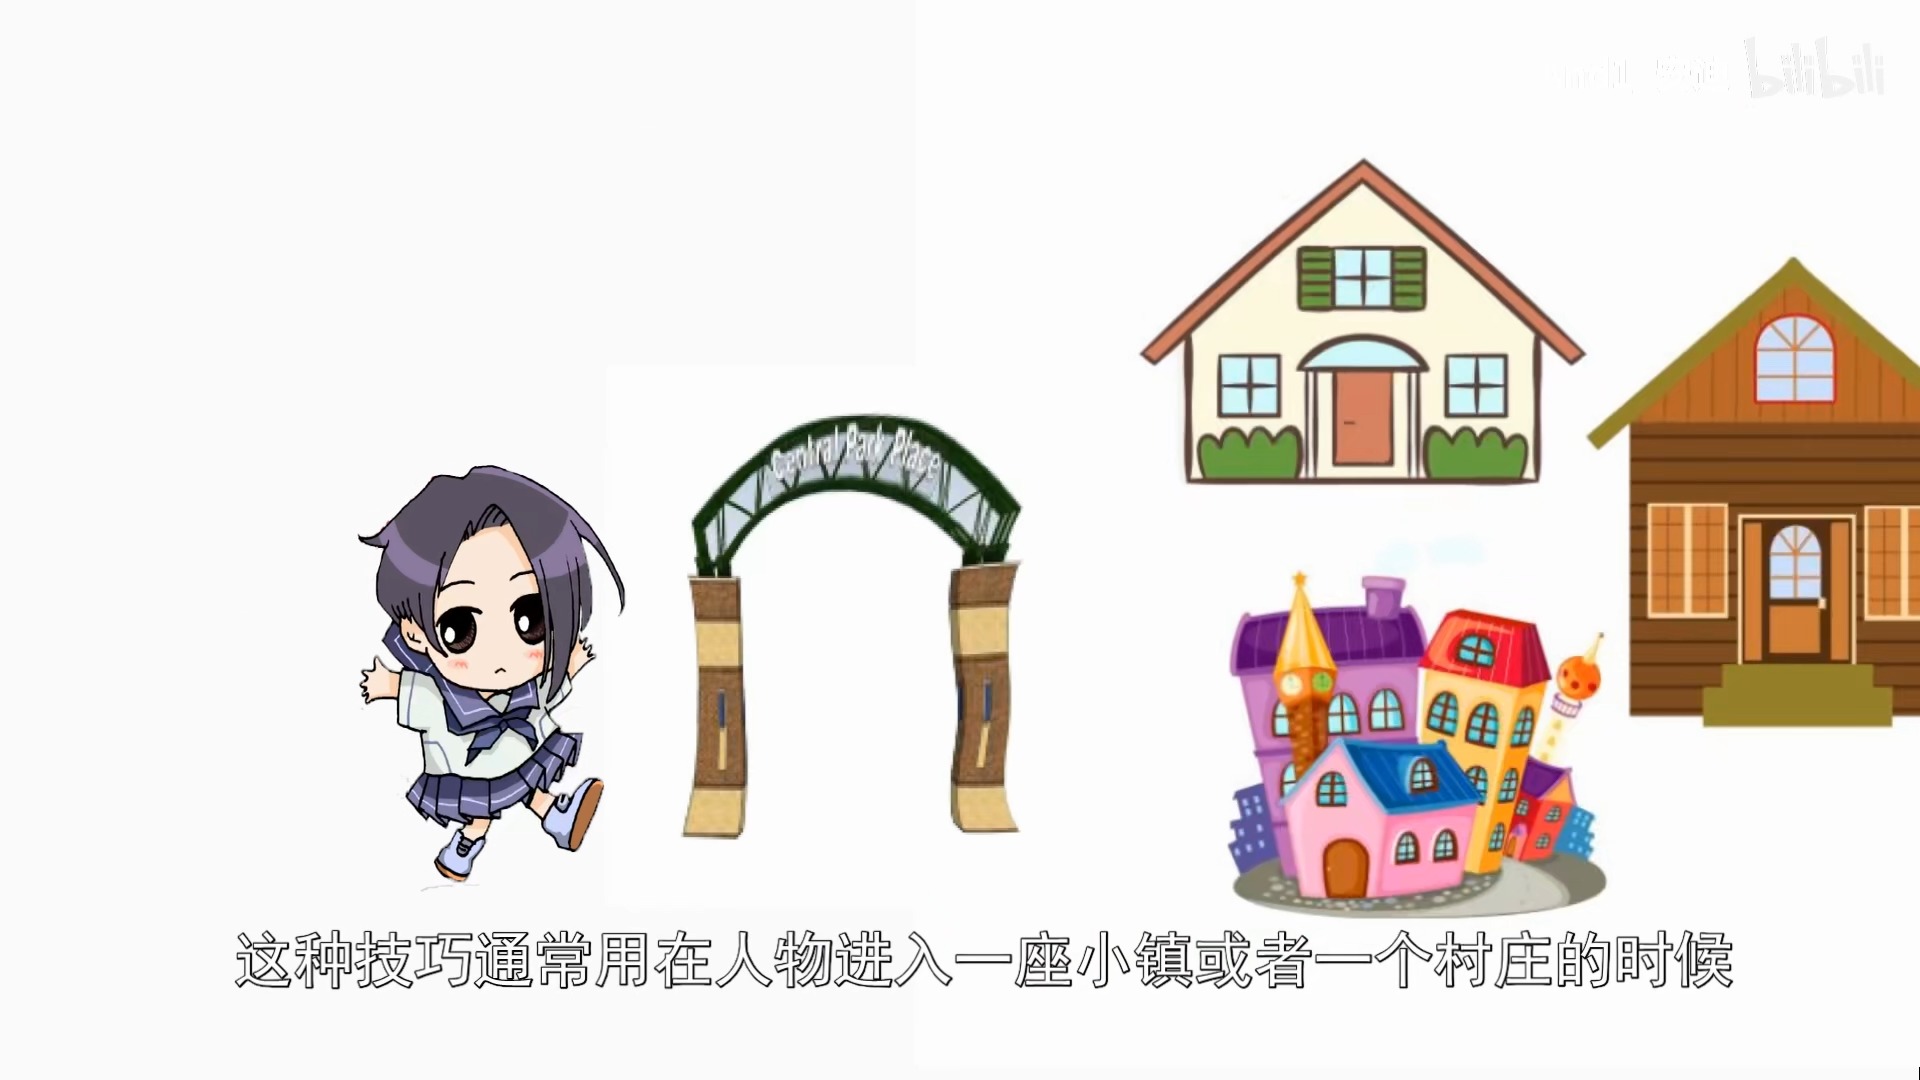 bilibili
Central Park Place
这种技巧通常用在人物进入一座小镇或者一个村庄的时候